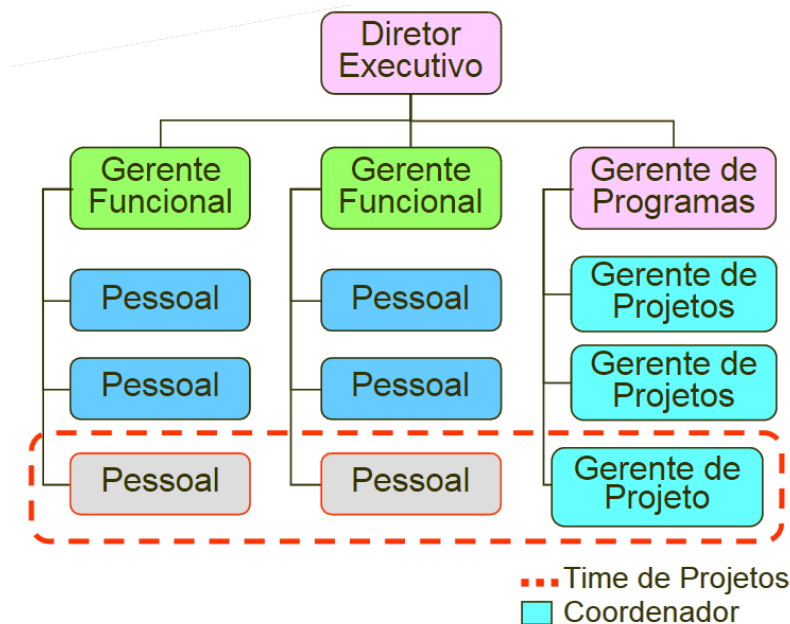 Diretor
Executivo
Gerente
Funcional
Gerente
Funcional
Gerente de
Programas
Pessoal
Pessoal
Gerente de
Projetos
Pessoal
Pessoal
Gerente de
Projetos
Pessoal
Pessoal
Gerente de
Projeto
Time de Projetos
Coordenador